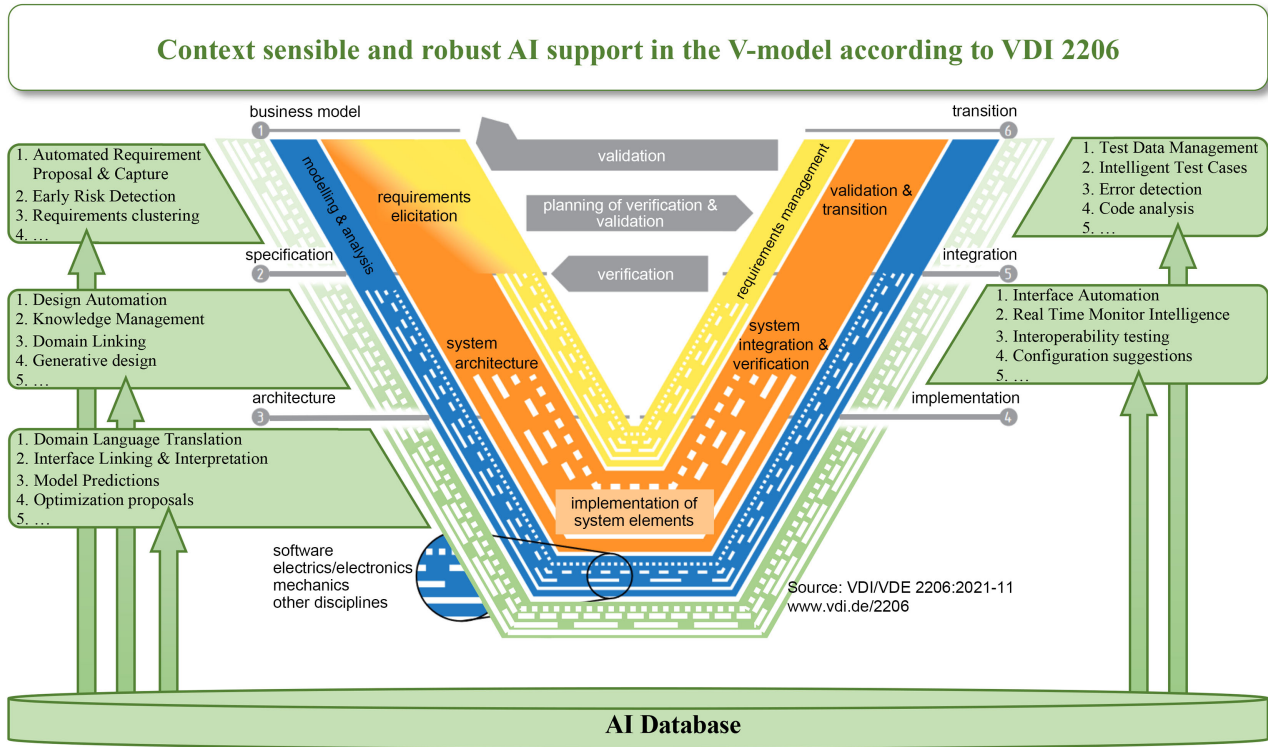 Context sensible and robust AI support in the V-model according to VDI 2206
business model
transition
1
6
validation
1. Automated Requirement
Proposal & Capture
2. Early Risk Detection
3. Requirements clustering
4. …
modelling & analysis
requirements
elicitation
planning of verification &
validation
requirements management
validation &
transition
1. Test Data Management
2. Intelligent Test Cases
3. Error detection
4. Code analysis
5. …
specification
integration
2
verification
5
1. Design Automation
2. Knowledge Management
3. Domain Linking
4. Generative design
5. …
system
architecture
system
integration &
verification
1. Interface Automation
2. Real Time Monitor Intelligence
3. Interoperability testing
4. Configuration suggestions
5. …
architecture
implementation
3
4
1. Domain Language Translation
2. Interface Linking & Interpretation
3. Model Predictions
4. Optimization proposals
5. …
implementation of
system elements
software
electrics/electronics
mechanics
other disciplines
Source: VDI/VDE 2206:2021-11
www.vdi.de/2206
AI Database